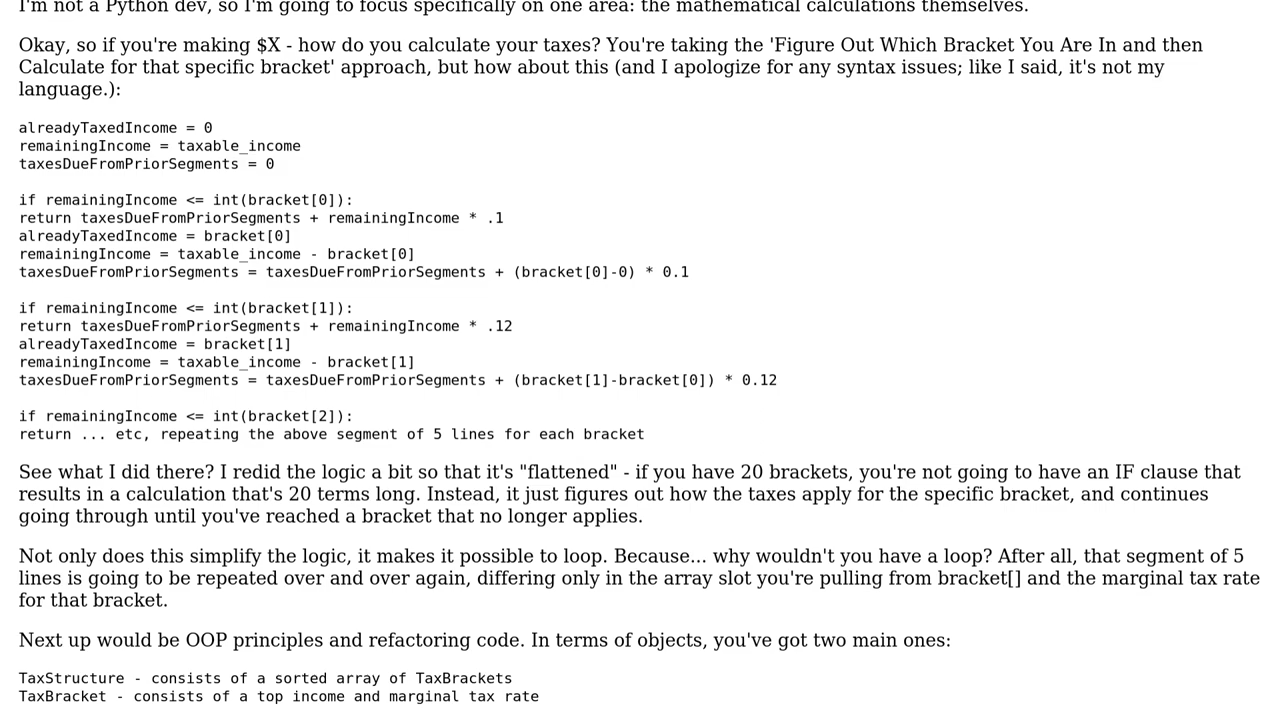 I'm not a Python dev, so I'm going to focus specifically on one area: the mathematical calculations themselves.
Okay, so if you're making $X - how do you calculate your taxes? You're taking the 'Figure Out Which Bracket You Are In and then
Calculate for that specific bracket' approach, but how about this (and I apologize for any syntax issues; like I said, it's not my
language.):
alreadyTaxedIncome = 0
remainingIncome = taxable_income
taxesDueFromPriorSegments = 0
if remainingIncome <= int(bracket[0]):
return taxesDueFromPriorSegments + remainingIncome * .1
alreadyTaxedIncome = bracket[0]
remainingIncome = taxable_income - bracket[0]
taxesDueFromPriorSegments = taxesDueFromPriorSegments + (bracket[0]-0) * 0.1
if remainingIncome <= int(bracket[1]):
return taxesDueFromPriorSegments + remainingIncome * .12
alreadyTaxedIncome = bracket[1]
remainingIncome = taxable_income - bracket[1]
taxesDueFromPriorSegments = taxesDueFromPriorSegments + (bracket[1]-bracket[0]) * 0.12
if remainingIncome <= int(bracket[2]):
return ... etc, repeating the above segment of 5 lines for each bracket
See what I did there? I redid the logic a bit so that it's "flattened" - if you have 20 brackets, you're not going to have an IF clause that
results in a calculation that's 20 terms long. Instead, it just figures out how the taxes apply for the specific bracket, and continues
going through until you've reached a bracket that no longer applies.
Not only does this simplify the logic, it makes it possible to loop. Because... why wouldn't you have a loop? After all, that segment of 5
lines is going to be repeated over and over again, differing only in the array slot you're pulling from bracket[] and the marginal tax rate
for that bracket.
Next up would be OOP principles and refactoring code. In terms of objects, you've got two main ones:
TaxStructure - consists of a sorted array of TaxBrackets
TaxBracket - consists of a top income and marginal tax rate